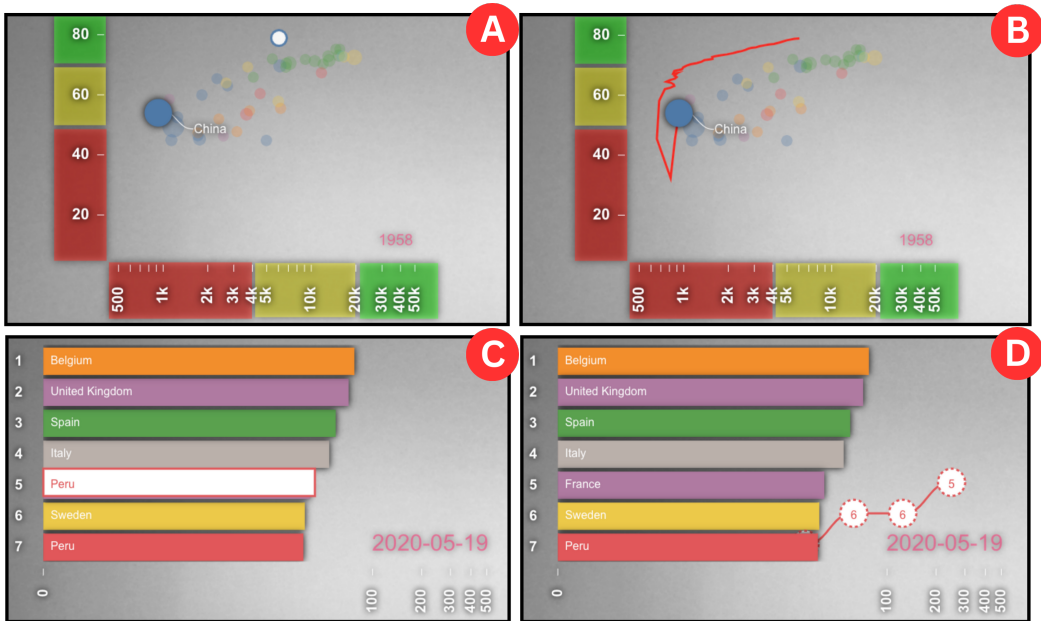 A
80
60
40
20
China
1958
500 1k 2k 3k 4k 5k 10k 20k 30k 40k 50k
B
80
60
40
20
China
1958
500 1k 2k 3k 4k 5k 10k 20k 30k 40k 50k
C
1 Belgium
2 United Kingdom
3 Spain
4 Italy
5 Peru
6 Sweden
7 Peru
2020-05-19
0 100 200 300 400 500
D
1 Belgium
2 United Kingdom
3 Spain
4 Italy
5 France
5
6 Sweden
6 6
7 Peru
2020-05-19
0 100 200 300 400 500